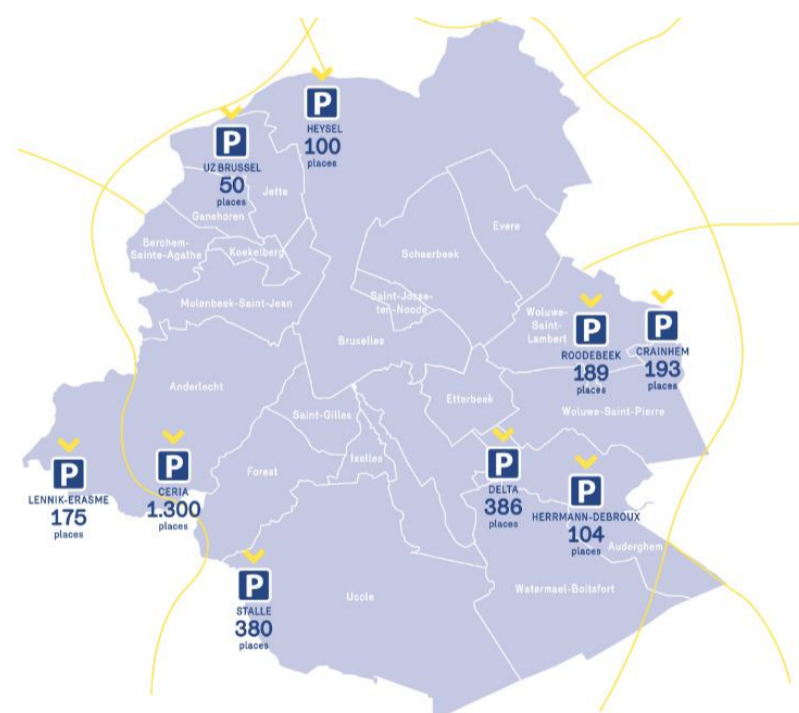 P
HEYSEL
100
places
P
UZ BRUSSEL
50
places
Jette
Ganshoren
Evere
Berchem-
Sainte-Agathe
Koekelberg
Schaerbeek
Molenbeek-Saint-Jean
Saint-Josse-
ten-Noode
Bruxelles
Woluwe-
Saint-
Lambert
P
ROODEBEEK
189
places
P
CRAINHEM
193
places
Anderlecht
Etterbeek
Saint-Gilles
Woluwe-Saint-Pierre
Ixelles
Forest
P
LENNIK-ERASME
175
places
P
CERIA
1.300
places
P
DELTA
386
places
P
HERRMANN-DEBROUX
104
places
Auderghem
P
STALLE
380
places
Uccle
Watermael-Boitsfort